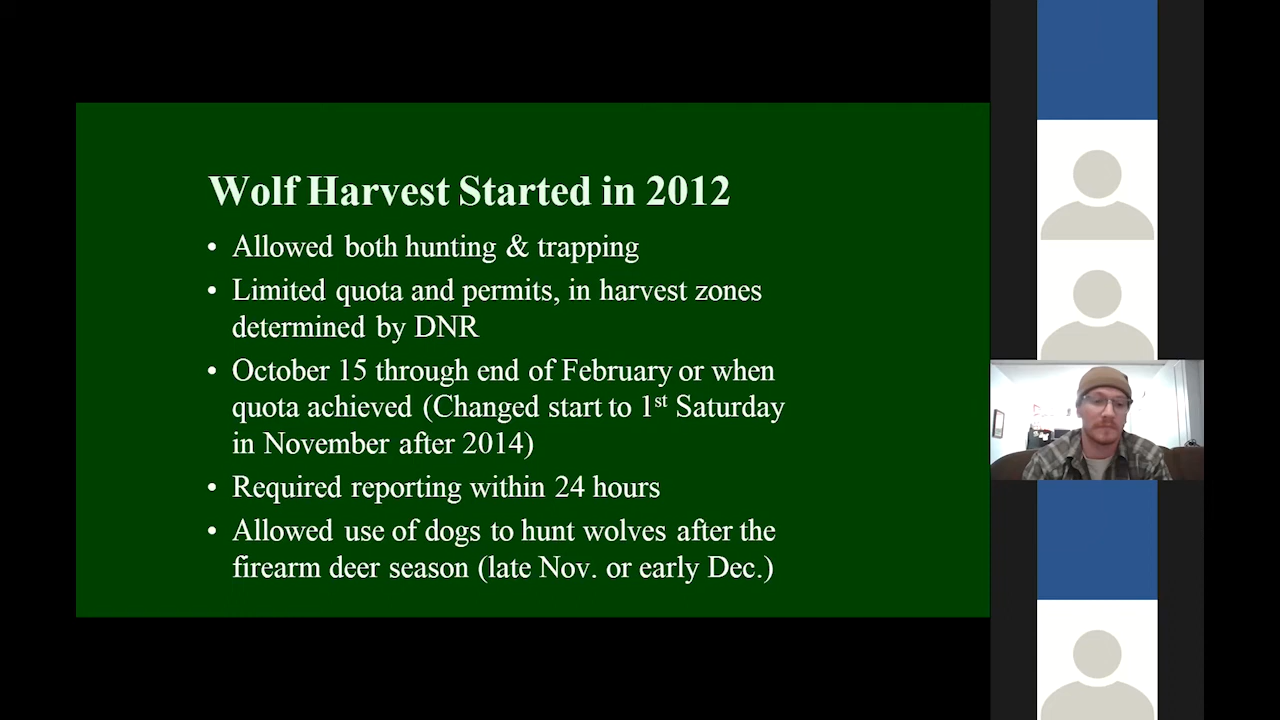 Wolf Harvest Started in 2012
• Allowed both hunting & trapping
• Limited quota and permits, in harvest zones
determined by DNR
• October 15 through end of February or when
quota achieved (Changed start to 1st Saturday
in November after 2014)
• Required reporting within 24 hours
• Allowed use of dogs to hunt wolves after the
firearm deer season (late Nov. or early Dec.)